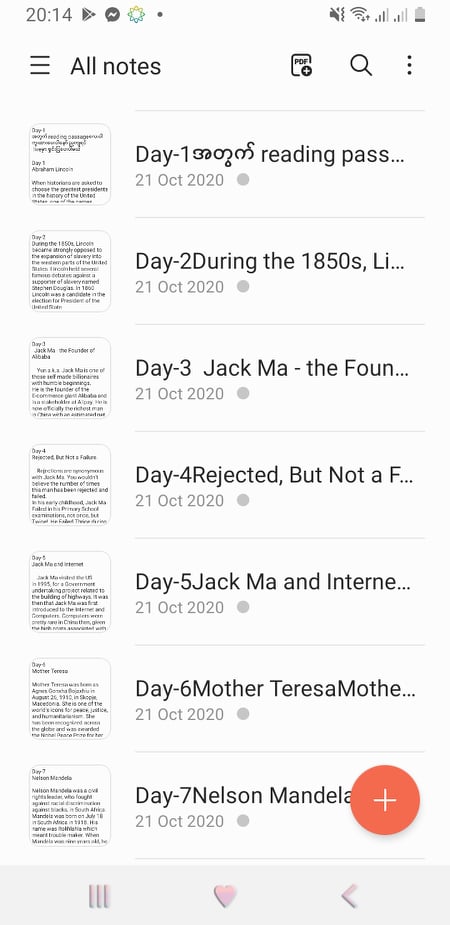 20:14
All notes
PDF
Day-1
Day 1
Abraham Lincoln
When historians are asked to
choose the greatest presidents
in the history of the United
States, one of the names
Day-1အတွက် reading pass...
21 Oct 2020
Day-2
During the 1850s, Lincoln
became strongly opposed to
the expansion of slavery into
the western parts of the United
States. Lincoln held several
famous debates against a
supporter of slavery named
Stephen Douglas. In 1860
Lincoln was a candidate in the
election for President of the
United States.
Day-2During the 1850s, Li...
21 Oct 2020
Day-3
Jack Ma - the Founder of
Alibaba
those self made billionaires
with humble beginnings.
He is the founder of the
E-commerce giant Alibaba and
is a stakeholder at Alipay. He is
now officially the richest man
in China with an estimated net
Day-3 Jack Ma - the Foun...
21 Oct 2020
Day-4
Rejected, But Not a Failure
Rejections are synonymous
with Jack Ma. You wouldn't
believe the number of times
this man has been rejected and
failed.
In his early childhood, Jack Ma
Failed in his Primary School
examinations, not once, but
Twice! He Failed Thrice during
Day-4Rejected, But Not a F...
21 Oct 2020
Day-5
Jack Ma and Internet
Jack Ma visited the US
in 1995, for a Government
undertaking project related to
the building of highways. It was
then that Jack Ma was first
introduced to the Internet and
Computers. Computers were
pretty rare in China then, given
the high costs associated with
Day-5Jack Ma and Interne...
21 Oct 2020
Day-6
Mother Teresa
Mother Teresa was born as
Agnes Gonxha Bojaxhiu in
August 26, 1910, in Skopje,
Macedonia. She is one of the
world's icons for peace, justice,
and humanitarianism. She
has been recognized across
the globe and was awarded
the Nobel Peace Prize for her
Day-6Mother TeresaMothe...
21 Oct 2020
Day-7
Nelson Mandela
Nelson Mandela was a civil
rights leader, who fought
against racial discrimination
against blacks, in South Africa.
Mandela was born on July 18
in South Africa in 1918. His
name was Rolihlahla which
meant trouble maker. When
Mandela was nine years old, he
Day-7Nelson Mandela
21 Oct 2020